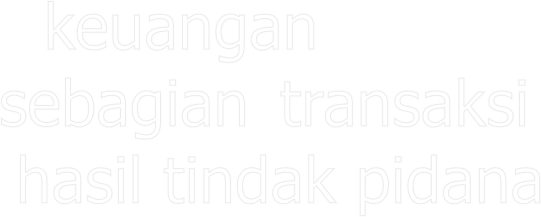 keuangan
sebagian transaksi
hasil tindak pidana